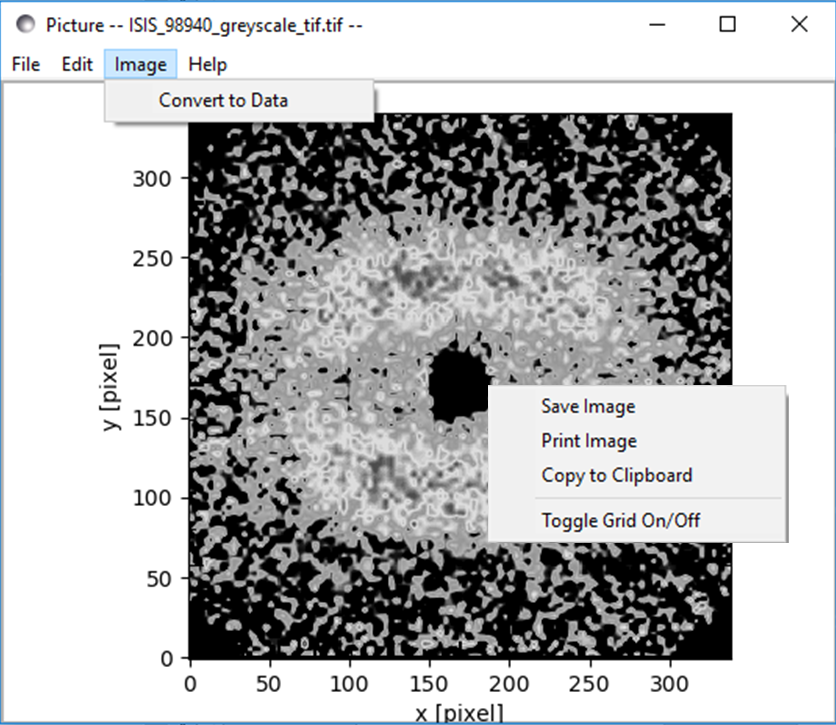 Picture -- ISIS_98940_greyscale_tif.tif --
File Edit Image Help
Convert to Data
300
250
200
150
100
50
0
y [pixel]
Save Image
Print Image
Copy to Clipboard
Toggle Grid On/Off
0 50 100 150 200 250 300
x [pixel]